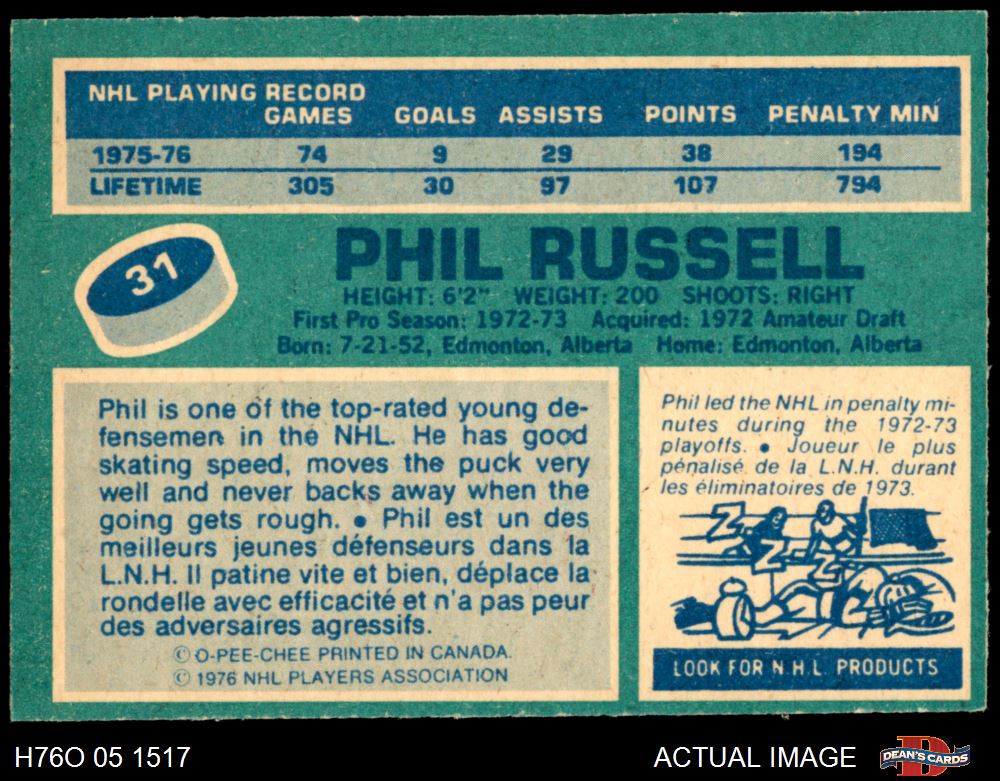 NHL PLAYING RECORD
GAMES GOALS ASSISTS POINTS PENALTY MIN
1975-76 74 9 29 38 194
LIFETIME 305 30 97 107 794
31
PHIL RUSSELL
HEIGHT: 6'2" WEIGHT: 200 SHOOTS: RIGHT
First Pro Season: 1972-73 Acquired: 1972 Amateur Draft
Born: 7-21-52, Edmonton, Alberta Home: Edmonton, Alberta
Phil is one of the top-rated young de-
fensemen in the NHL. He has good
skating speed, moves the puck very
well and never backs away when the
going gets rough. • Phil est un des
meilleurs jeunes défenseurs dans la
L.N.H. Il patine vite et bien, déplace la
rondelle avec efficacité et n'a pas peur
des adversaires agressifs.
© O-PEE-CHEE PRINTED IN CANADA.
© 1976 NHL PLAYERS ASSOCIATION
Phil led the NHL in penalty mi-
nutes during the 1972-73
playoffs. • Joueur le plus
pénalisé de la L.N.H. durant
les éliminatoires de 1973.
Z
Z
Z
LOOK FOR N.H.L. PRODUCTS
H76O 05 1517
ACTUAL IMAGE
D
DEAN'S CARDS